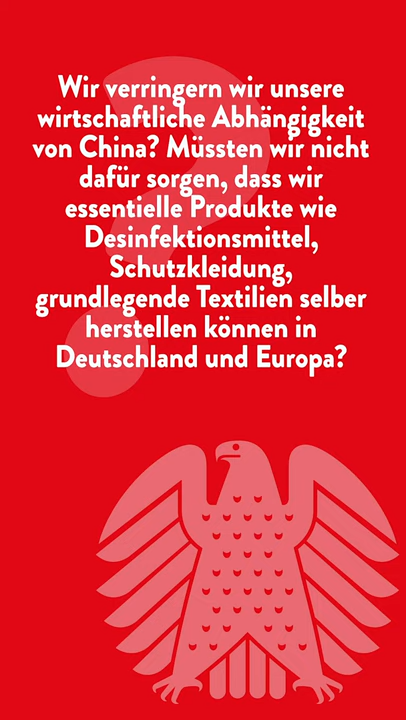 Wir verringern wir unsere
wirtschaftliche Abhängigkeit
von China? Müssten wir nicht
dafür sorgen, dass wir
essentielle Produkte wie
Desinfektionsmittel,
Schutzkleidung,
grundlegende Textilien selber
herstellen können in
Deutschland und Europa?